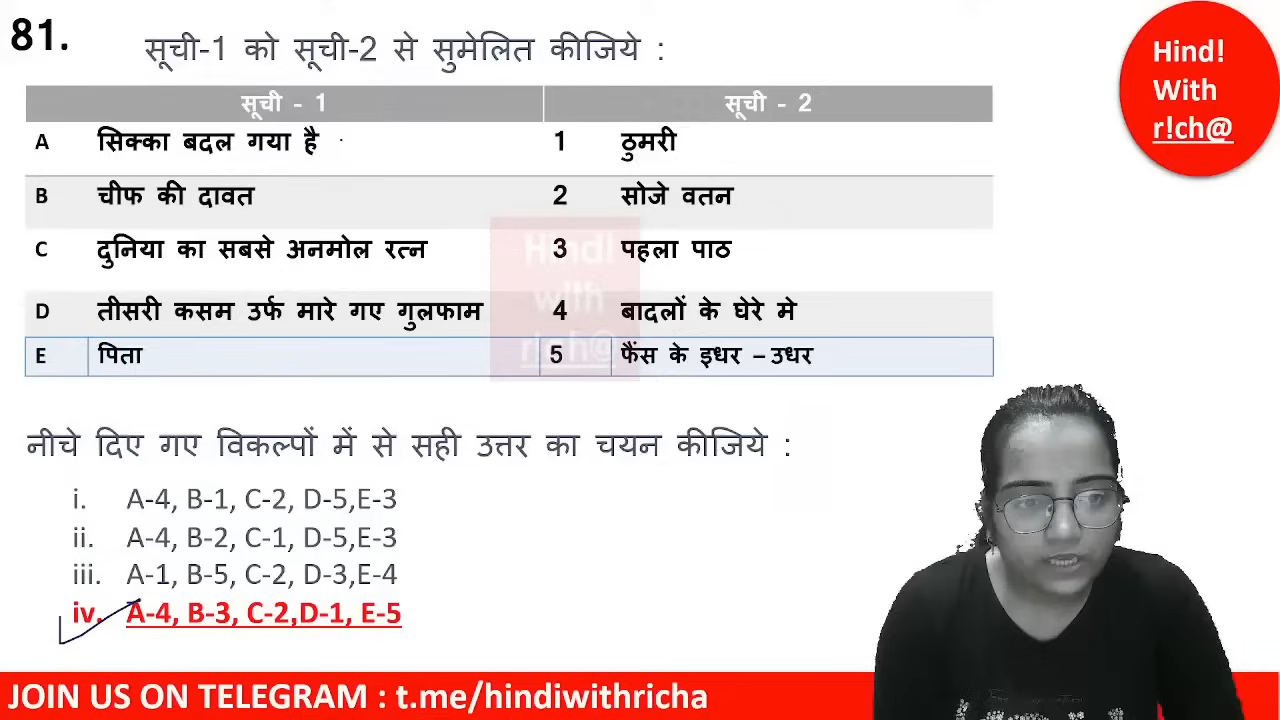 81.
सूची-1 को सूची-2 से सुमेलित कीजिये :
सूची - 1 सूची - 2
A सिक्का बदल गया है 1 ठुमरी
B चीफ की दावत 2 सोजे वतन
C दुनिया का सबसे अनमोल रत्न 3 पहला पाठ
D तीसरी कसम उर्फ मारे गए गुलफाम 4 बादलों के घेरे मे
E पिता 5 फैंस के इधर – उधर
नीचे दिए गए विकल्पों में से सही उत्तर का चयन कीजिये :
i. A-4, B-1, C-2, D-5,E-3
ii. A-4, B-2, C-1, D-5,E-3
iii. A-1, B-5, C-2, D-3,E-4
iv. A-4, B-3, C-2,D-1, E-5
Hind!
With
r!ch@
Hind!
with
r!ch@
JOIN US ON TELEGRAM : t.me/hindiwithricha